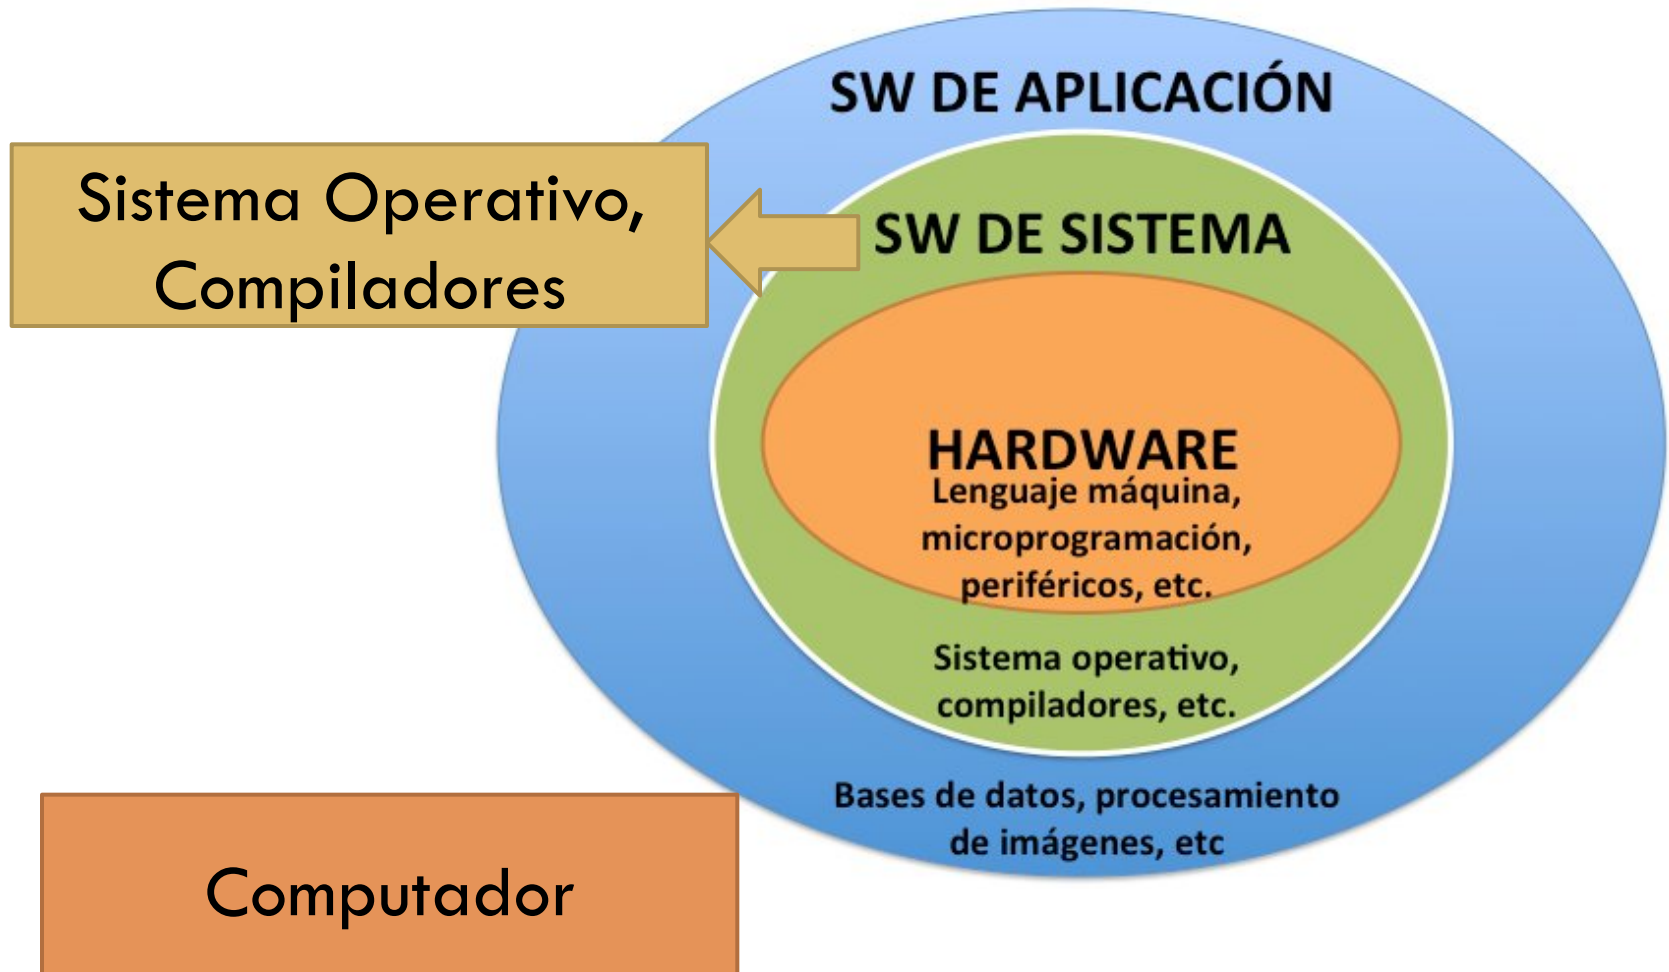 SW DE APLICACIÓN
Sistema Operativo,
Compiladores
SW DE SISTEMA
HARDWARE
Lenguaje máquina,
microprogramación,
periféricos, etc.
Sistema operativo,
compiladores, etc.
Bases de datos, procesamiento
de imágenes, etc
Computador